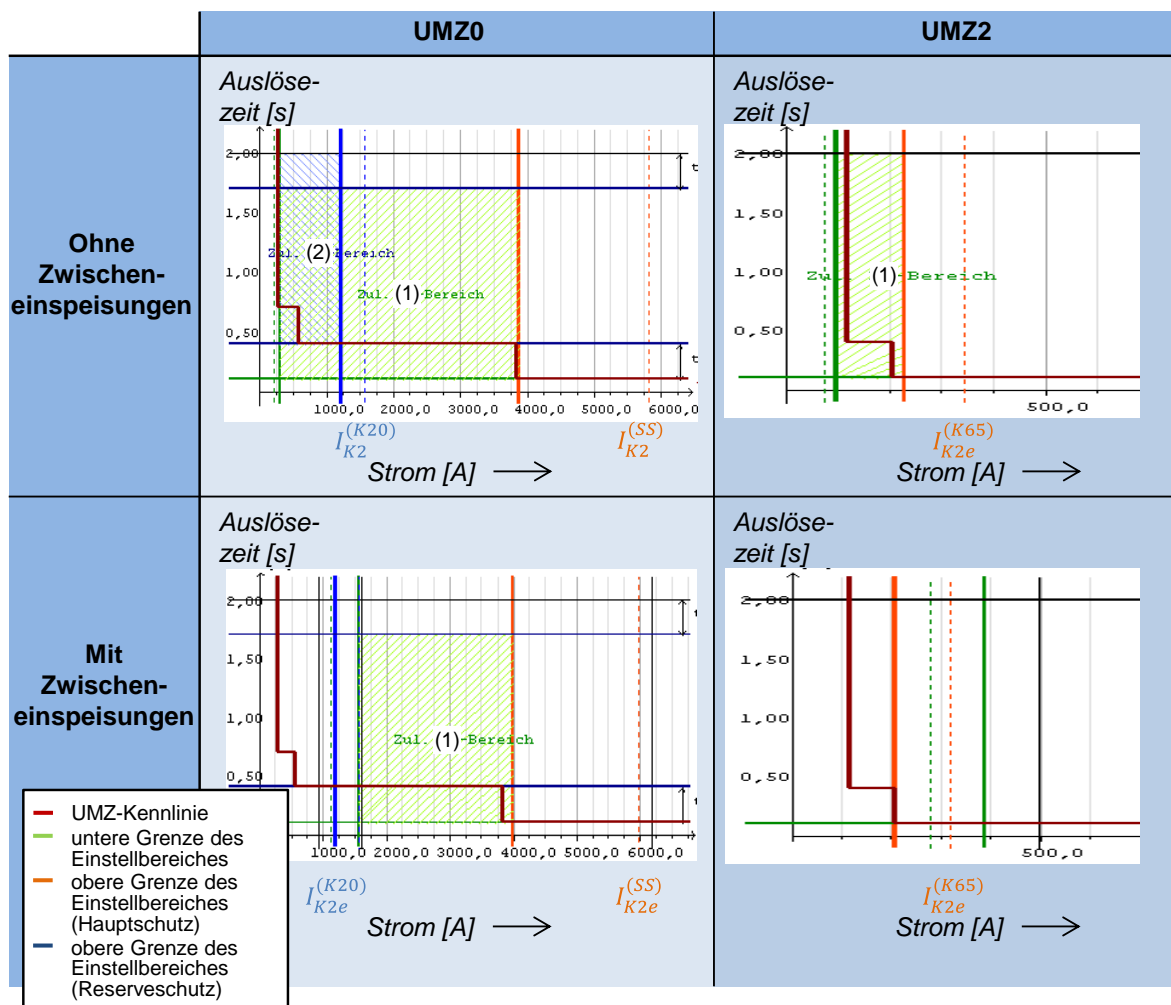 UMZ0
UMZ2
Ohne
Zwischen-
einspeisungen
Auslöse-
zeit [s]
2,00
1,50
1,00
0,50
Zul. (2)-Bereich
Zul. (1)-Bereich
1000,0 2000,0 3000,0 4000,0 5000,0 6000,0
I_{K2}^{(K20)}
I_{K2}^{(SS)}
Strom [A]
Auslöse-
zeit [s]
2,00
1,50
1,00
0,50
Zul. (1)-Bereich
500,0
I_{K2e}^{(K65)}
Strom [A]
Mit
Zwischen-
einspeisungen
Auslöse-
zeit [s]
2,00
1,50
1,00
0,50
Zul. (1)-Bereich
1000,0 2000,0 3000,0 4000,0 5000,0 6000,0
I_{K2e}^{(K20)}
I_{K2e}^{(SS)}
Strom [A]
Auslöse-
zeit [s]
2,00
1,50
1,00
0,50
500,0
I_{K2e}^{(K65)}
Strom [A]
UMZ-Kennlinie
untere Grenze des
Einstellbereiches
obere Grenze des
Einstellbereiches
(Hauptschutz)
obere Grenze des
Einstellbereiches
(Reserveschutz)